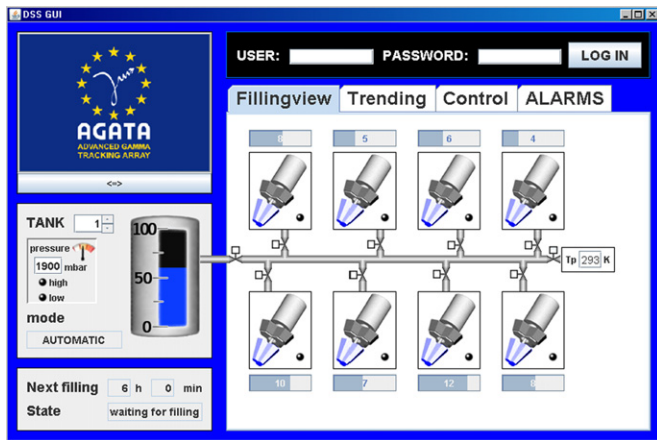 DSS GUI
USER: PASSWORD: LOG IN
Fillingview Trending Control ALARMS
AGATA
ADVANCED GAMMA
TRACKING ARRAY
<=>
5 6 4
TANK 1
pressure
1900 mbar
high
low
mode
AUTOMATIC
100
50
0
Tp 293 K
10 7 12 8
Next filling 6 h 0 min
State waiting for filling